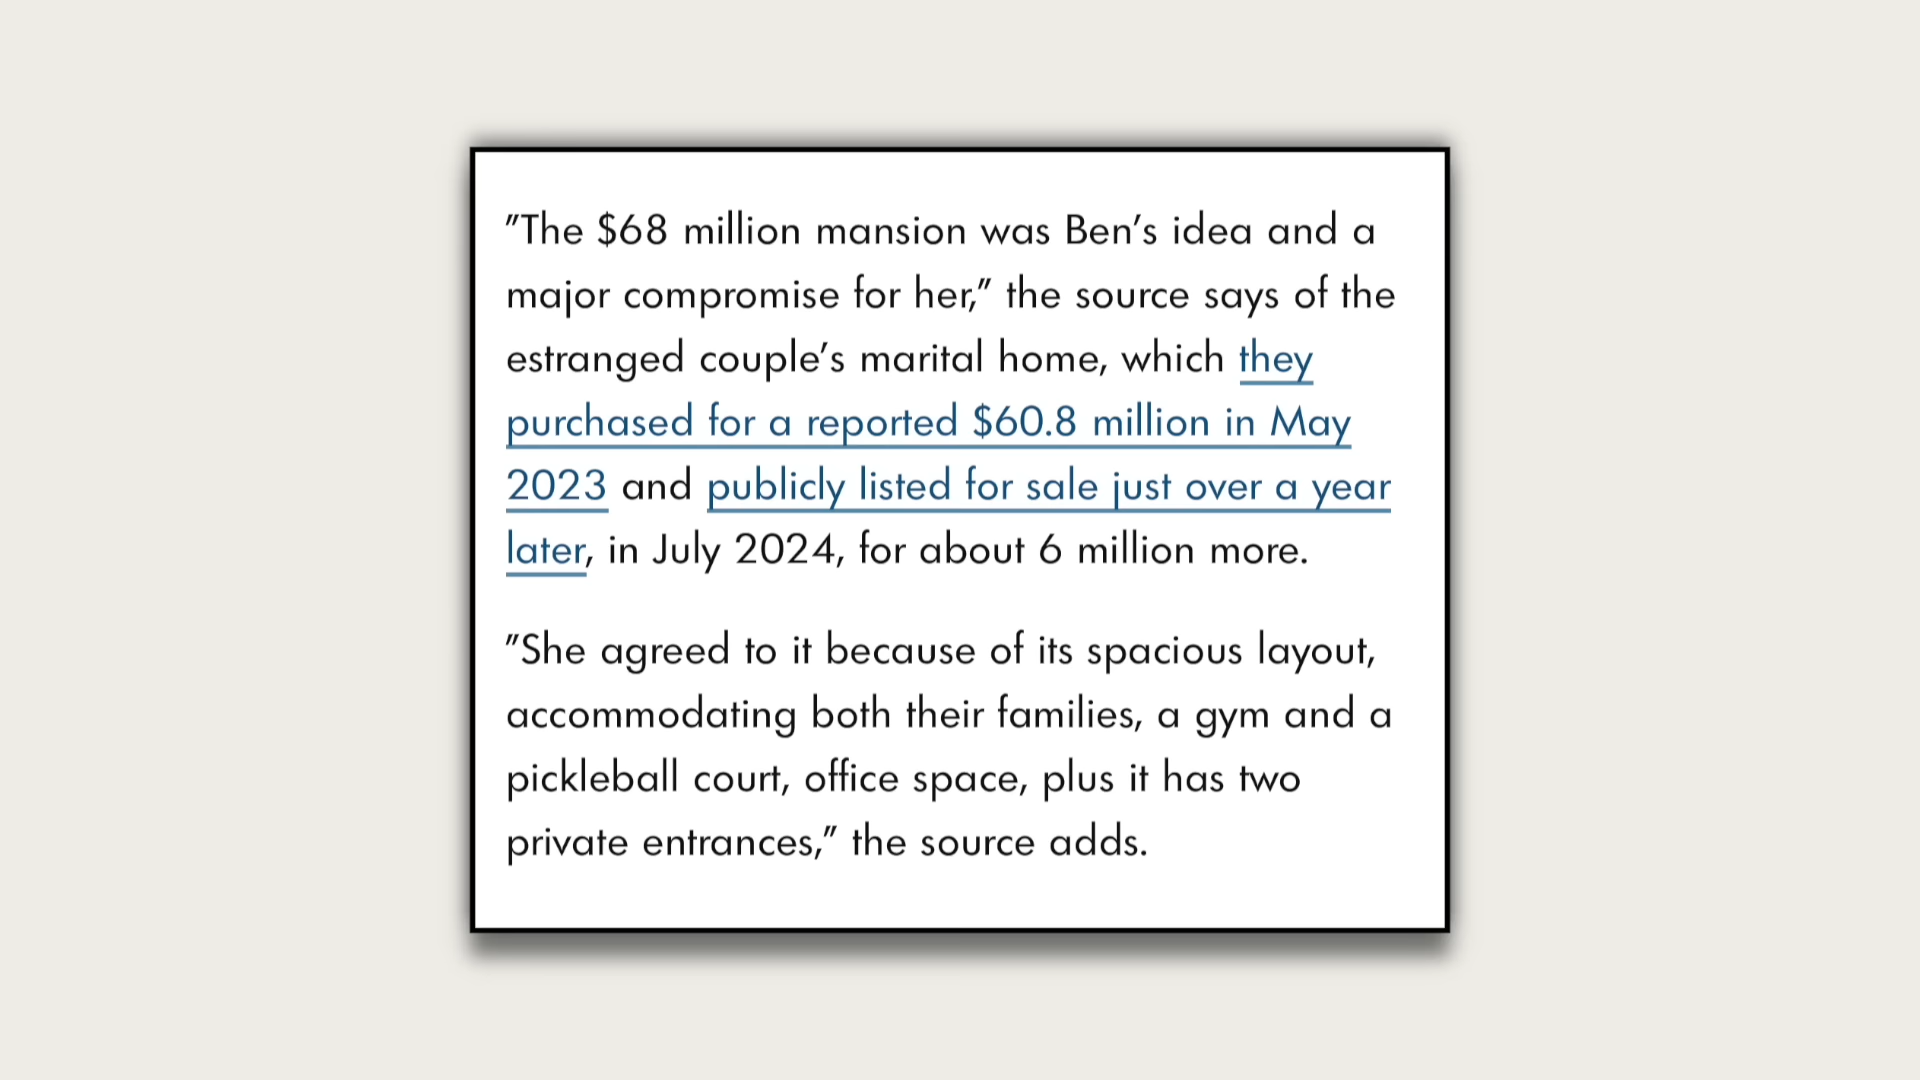 "The $68 million mansion was Ben's idea and a
major compromise for her," the source says of the
estranged couple's marital home, which they
purchased for a reported $60.8 million in May
2023 and publicly listed for sale just over a year
later, in July 2024, for about 6 million more.
"She agreed to it because of its spacious layout,
accommodating both their families, a gym and a
pickleball court, office space, plus it has two
private entrances," the source adds.